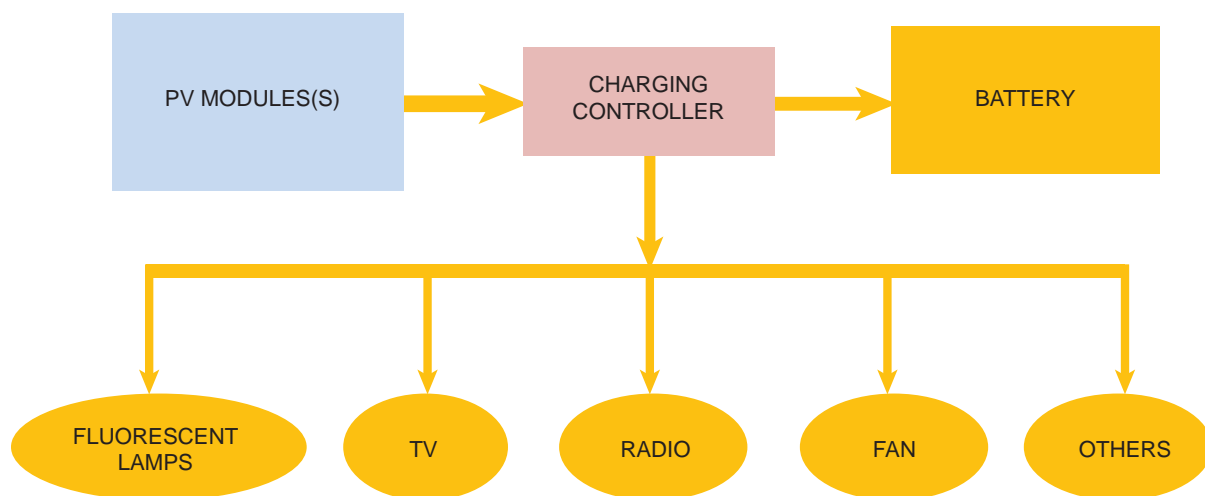 PV MODULES(S)
CHARGING
CONTROLLER
BATTERY
FLUORESCENT
LAMPS
TV
RADIO
FAN
OTHERS